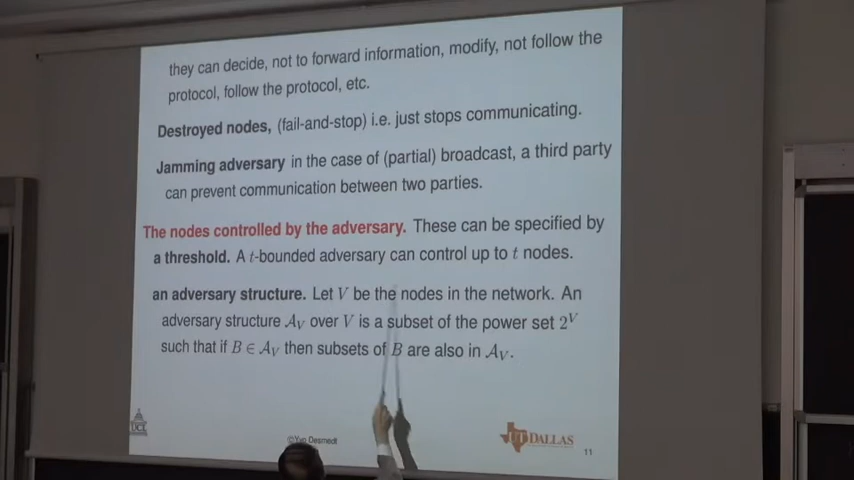 they can decide, not to forward information, modify, not follow the
protocol, follow the protocol, etc.
Destroyed nodes, (fail-and-stop) i.e. just stops communicating.
Jamming adversary in the case of (partial) broadcast, a third party
can prevent communication between two parties.
The nodes controlled by the adversary. These can be specified by
a threshold. A t-bounded adversary can control up to t nodes.
an adversary structure. Let V be the nodes in the network. An
adversary structure 𝒜_V over V is a subset of the power set 2^V
such that if B ∈ 𝒜_V then subsets of B are also in 𝒜_V.
UCL
©Yvo Desmedt
UT DALLAS
11